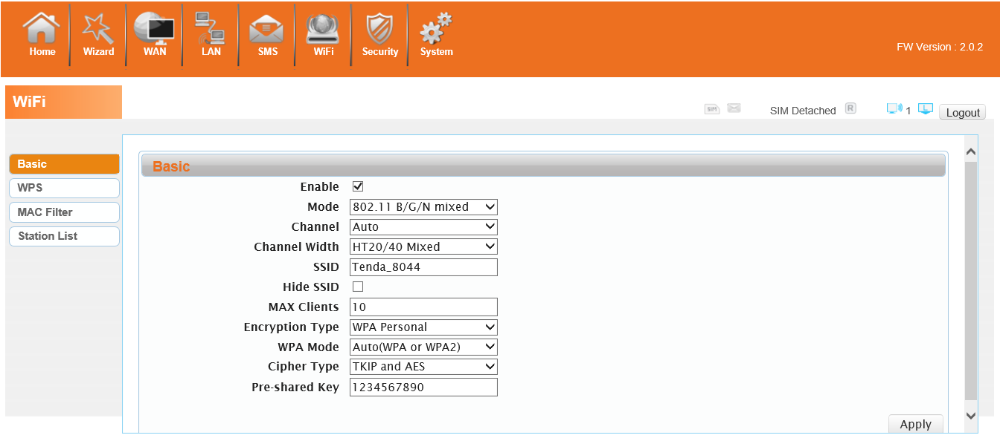 Home Wizard WAN LAN SMS WiFi Security System
FW Version : 2.0.2
WiFi
SIM SIM Detached R 1 L Logout
Basic
WPS
MAC Filter
Station List
Basic
Enable
Mode 802.11 B/G/N mixed
Channel Auto
Channel Width HT20/40 Mixed
SSID Tenda_8044
Hide SSID
MAX Clients 10
Encryption Type WPA Personal
WPA Mode Auto(WPA or WPA2)
Cipher Type TKIP and AES
Pre-shared Key 1234567890
Apply